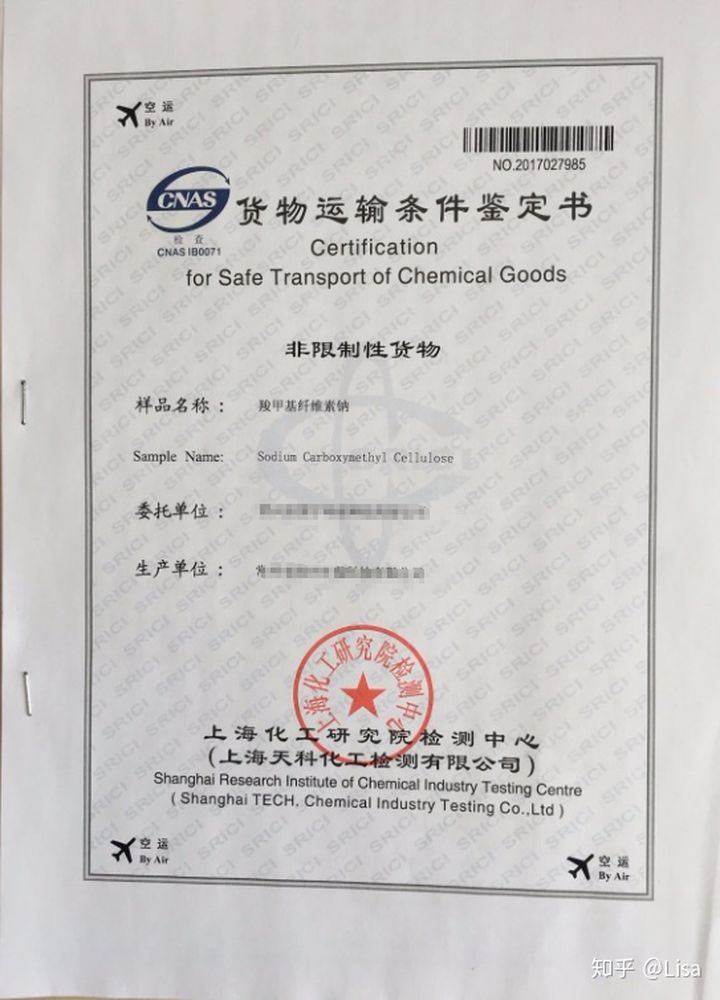 空运
By Air
NO.2017027985
CNAS
检查
CNAS IB0071
货物运输条件鉴定书
Certification
for Safe Transport of Chemical Goods
非限制性货物
样品名称：
羧甲基纤维素钠
Sample Name:
Sodium Carboxymethyl Cellulose
委托单位：
生产单位：
上海化工研究院检测中心
上海化工研究院检测中心
(上海天科化工检测有限公司)
Shanghai Research Institute of Chemical Industry Testing Centre
( Shanghai TECH. Chemical Industry Testing Co.,Ltd )
空运
By Air
空运
By Air
知乎 @Lisa